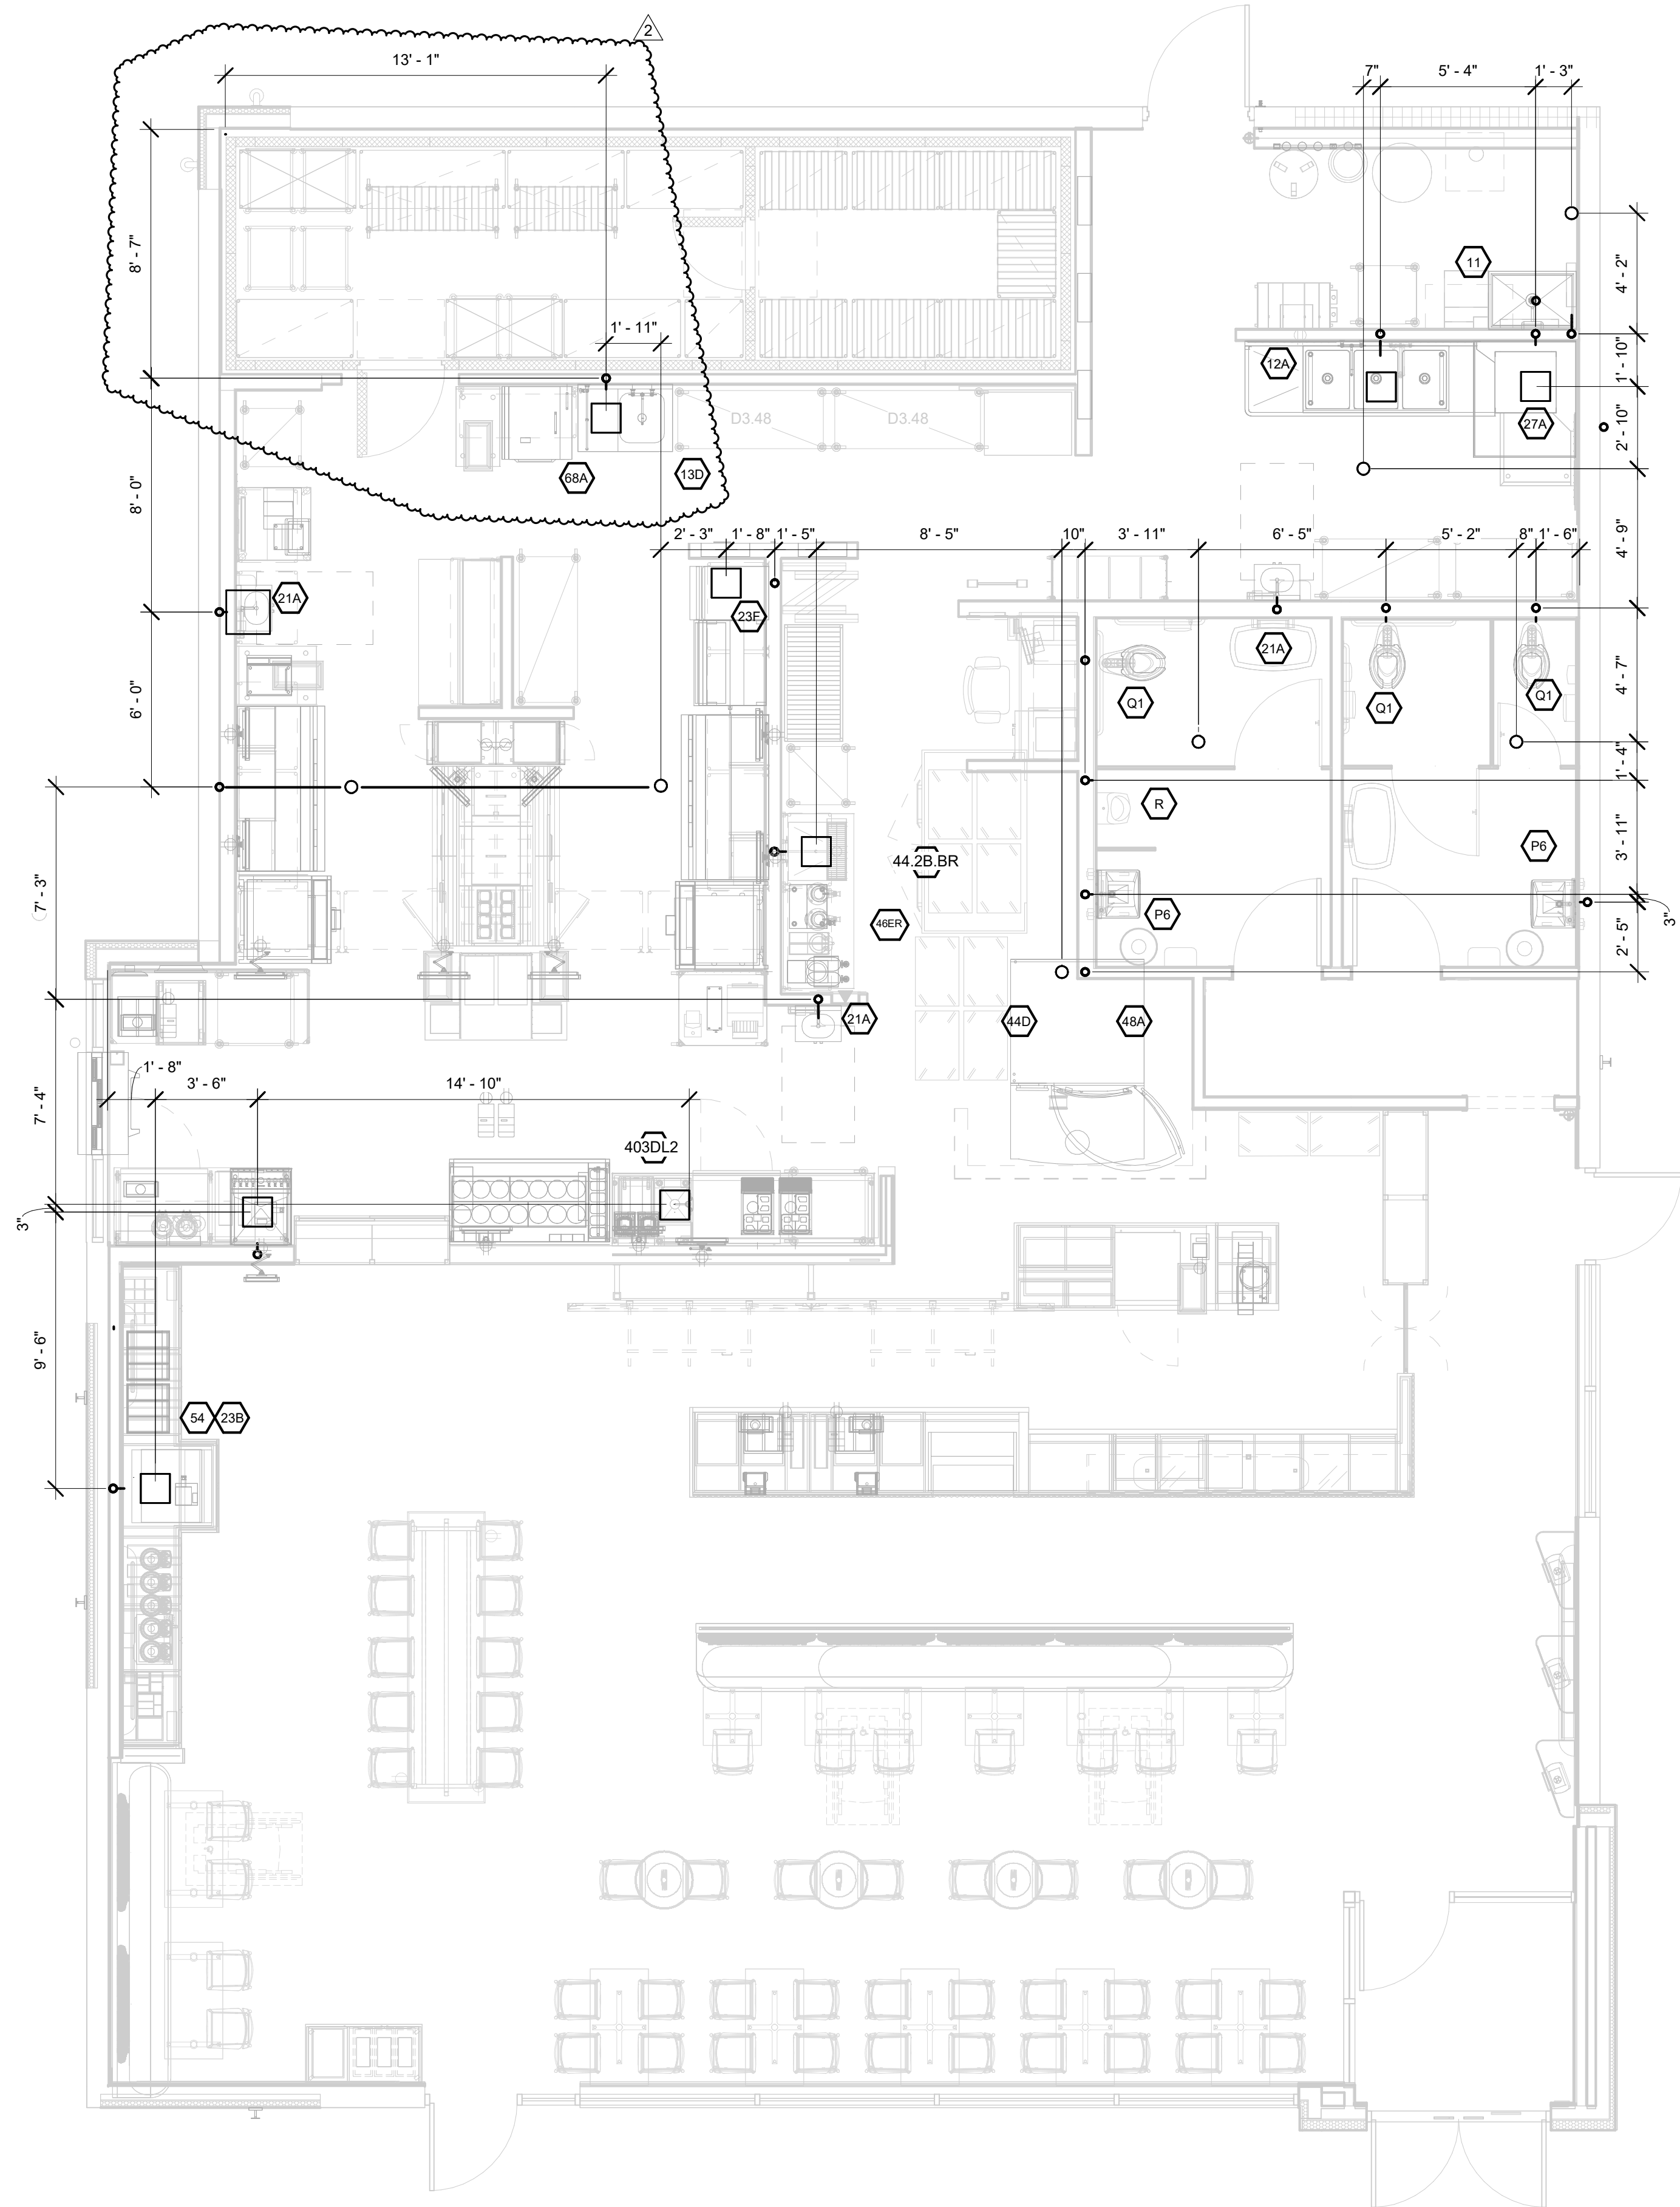 2
13' - 1"
7"
5' - 4"
1' - 3"
8' - 7"
4' - 2"
11
1' - 11"
12A
1' - 10"
D3.48
D3.48
27A
2' - 10"
68A
13D
8' - 0"
2' - 3"
1' - 8"
1' - 5"
8' - 5"
10"
3' - 11"
6' - 5"
5' - 2"
8"
1' - 6"
4' - 9"
21A
23F
21A
6' - 0"
Q1
Q1
Q1
4' - 7"
1' - 4"
R
P6
3' - 11"
44.2B.BR
7' - 3"
46ER
P6
3"
2' - 5"
21A
44D
48A
1' - 8"
3' - 6"
14' - 10"
7' - 4"
403DL2
3"
9' - 6"
54
23B